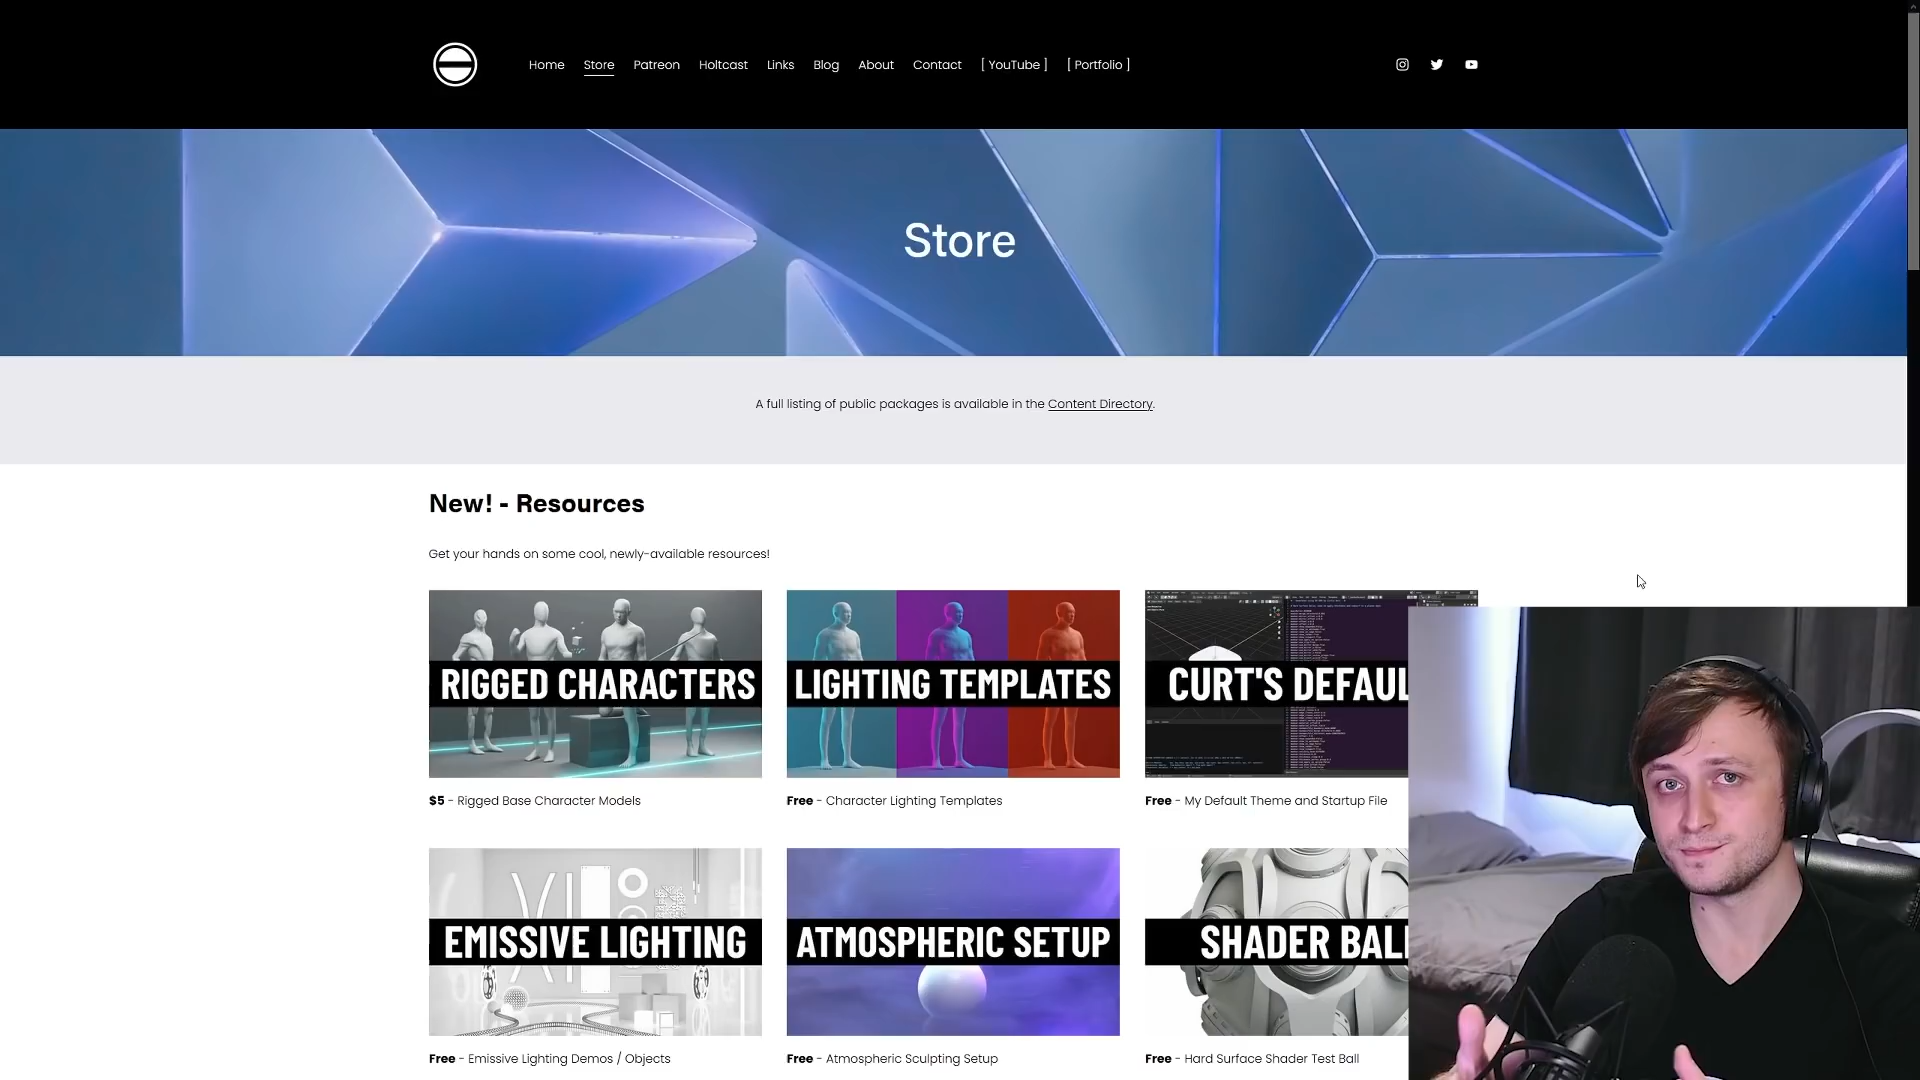 Home Store Patreon Holtcast Links Blog About Contact [ YouTube ] [ Portfolio ]
Store
A full listing of public packages is available in the Content Directory.
New! - Resources
Get your hands on some cool, newly-available resources!
RIGGED CHARACTERS
LIGHTING TEMPLATES
CURT'S DEFAUL
$5 - Rigged Base Character Models
Free - Character Lighting Templates
Free - My Default Theme and Startup File
EMISSIVE LIGHTING
ATMOSPHERIC SETUP
SHADER BALL
Free - Emissive Lighting Demos / Objects
Free - Atmospheric Sculpting Setup
Free - Hard Surface Shader Test Ball